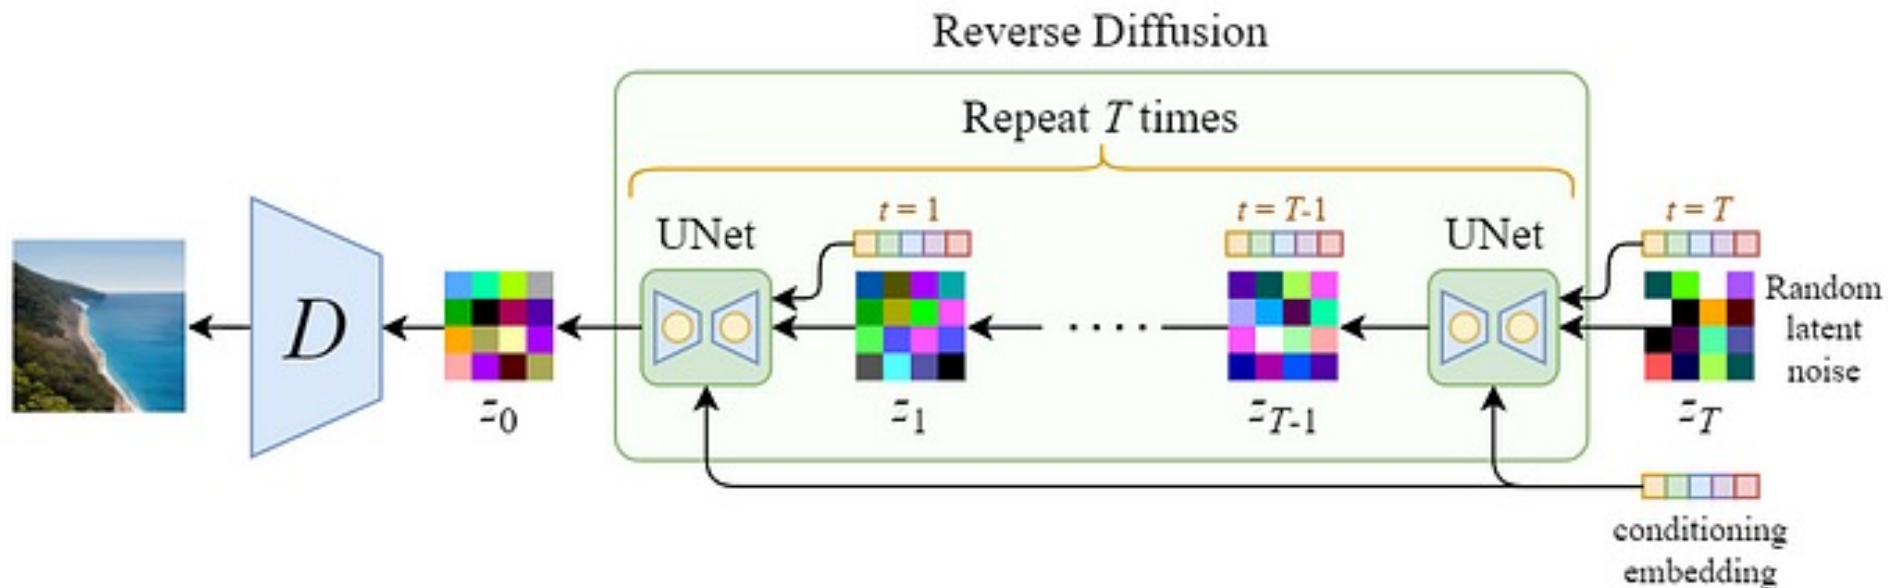 Reverse Diffusion
Repeat T times
t = 1
t = T-1
t = T
UNet
UNet
D
Random
latent
noise
z0
z1
zT-1
zT
conditioning
embedding